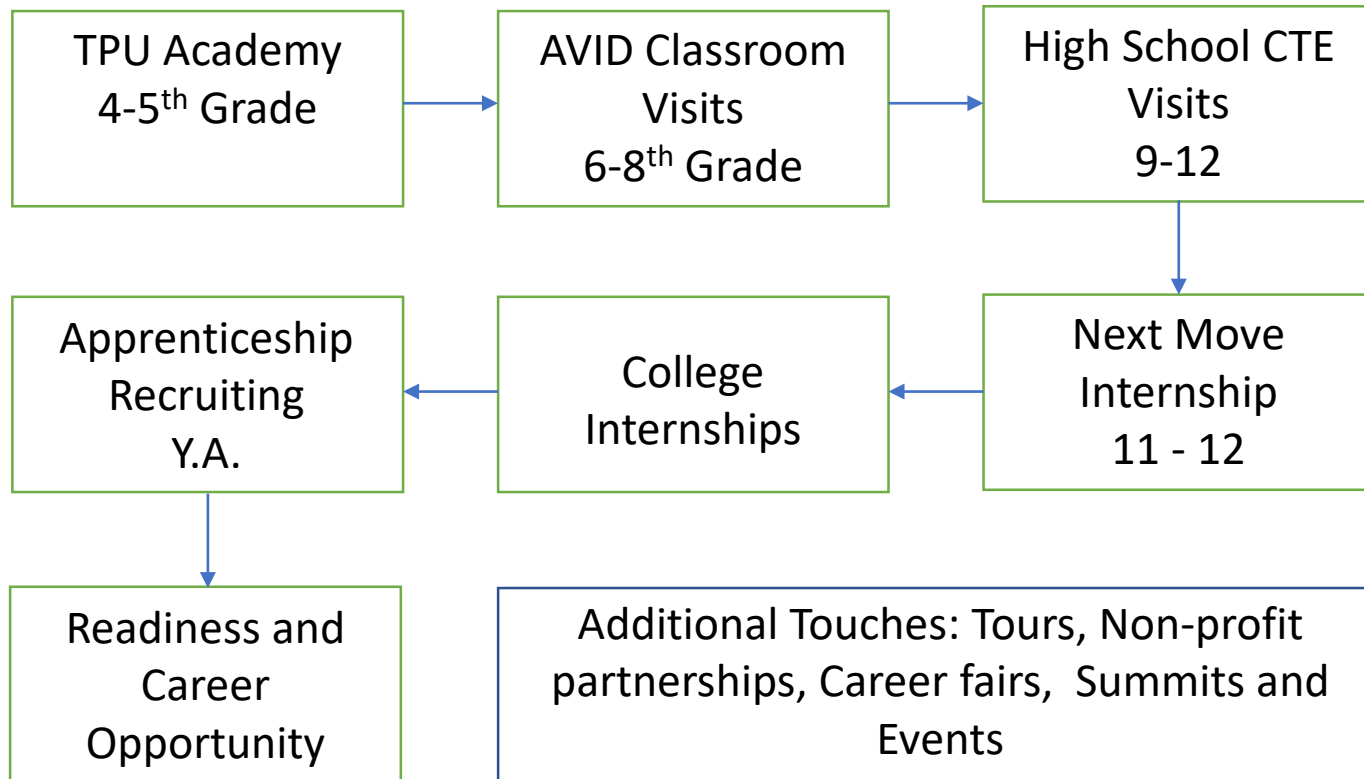 TPU Academy
4-5th Grade
AVID Classroom
Visits
6-8th Grade
High School CTE
Visits
9-12
Next Move
Internship
11 - 12
College
Internships
Apprenticeship
Recruiting
Y.A.
Readiness and
Career
Opportunity
Additional Touches: Tours, Non-profit
partnerships, Career fairs,  Summits and
Events